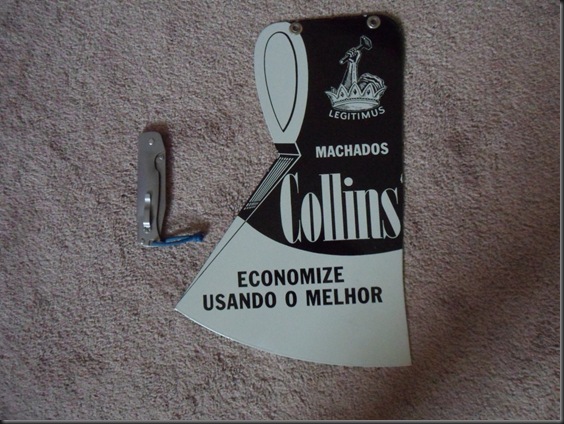 LEGITIMUS
MACHADOS
Collins
ECONOMIZE
USANDO O MELHOR